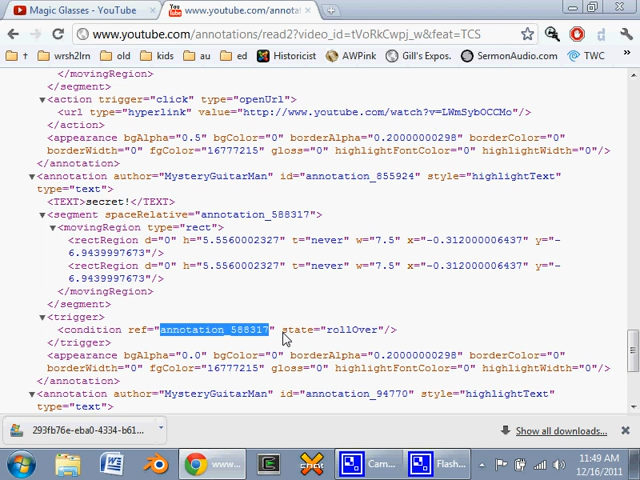 Magic Glasses - YouTube
www.youtube.com/annotat
www.youtube.com/annotations/read2?video_id=tVoRkCwpj_w&feat=TCS
wrsh2lrn
old
kids
au
ed
Historicist
AWPink
Gill's Expos.
SermonAudio.com
TWC
</movingRegion>
</segment>
▼<action trigger="click" type="openUrl">
<url type="hyperlink" value="http://www.youtube.com/watch?v=LWmSybOCCMo"/>
</action>
<appearance bgAlpha="0.5" bgColor="0" borderAlpha="0.20000000298" borderColor="0"
borderWidth="0" fgColor="16777215" gloss="0" highlightFontColor="0" highlightWidth="0"/>
</annotation>
▼<annotation author="MysteryGuitarMan" id="annotation_855924" style="highlightText"
type="text">
<TEXT>secret!</TEXT>
▼<segment spaceRelative="annotation_588317">
▼<movingRegion type="rect">
<rectRegion d="0" h="5.5560002327" t="never" w="7.5" x="-0.312000006437" y="-
6.9439997673"/>
<rectRegion d="0" h="5.5560002327" t="never" w="7.5" x="-0.312000006437" y="-
6.9439997673"/>
</movingRegion>
</segment>
▼<trigger>
<condition ref="annotation_588317" state="rollOver"/>
</trigger>
<appearance bgAlpha="0.0" bgColor="0" borderAlpha="0.20000000298" borderColor="0"
borderWidth="0" fgColor="16777215" gloss="0" highlightFontColor="0" highlightWidth="0"/>
</annotation>
▼<annotation author="MysteryGuitarMan" id="annotation_94770" style="highlightText"
type="text">
293fb76e-eba0-4334-b61...
Show all downloads...
www....
Cam...
Flash...
11:49 AM
12/16/2011